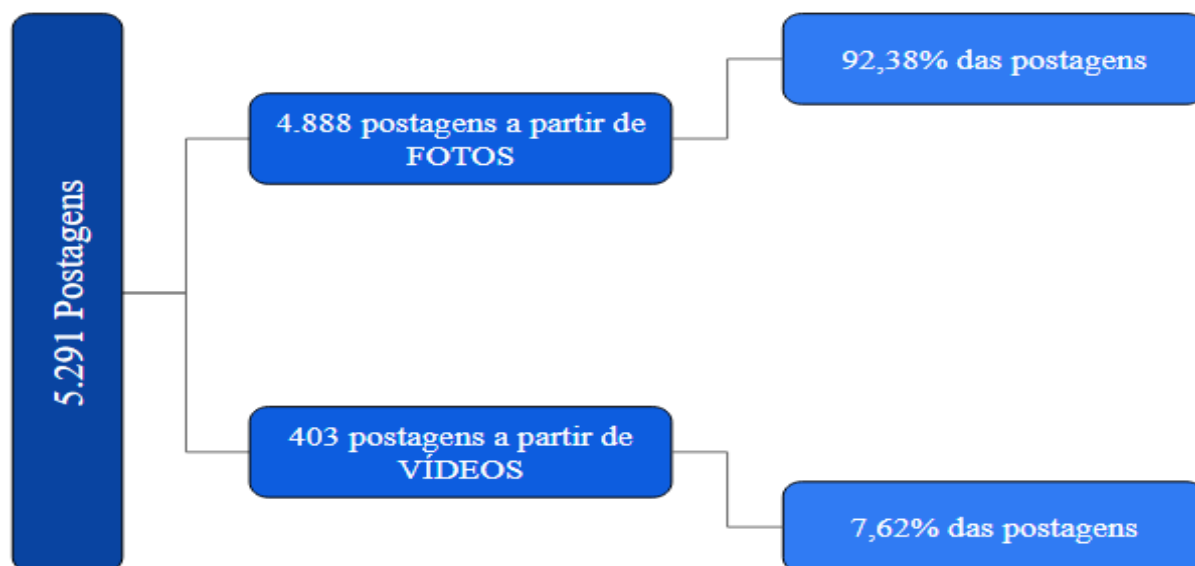 5.291 Postagens
4.888 postagens a partir de
FOTOS
92,38% das postagens
403 postagens a partir de
VÍDEOS
7,62% das postagens